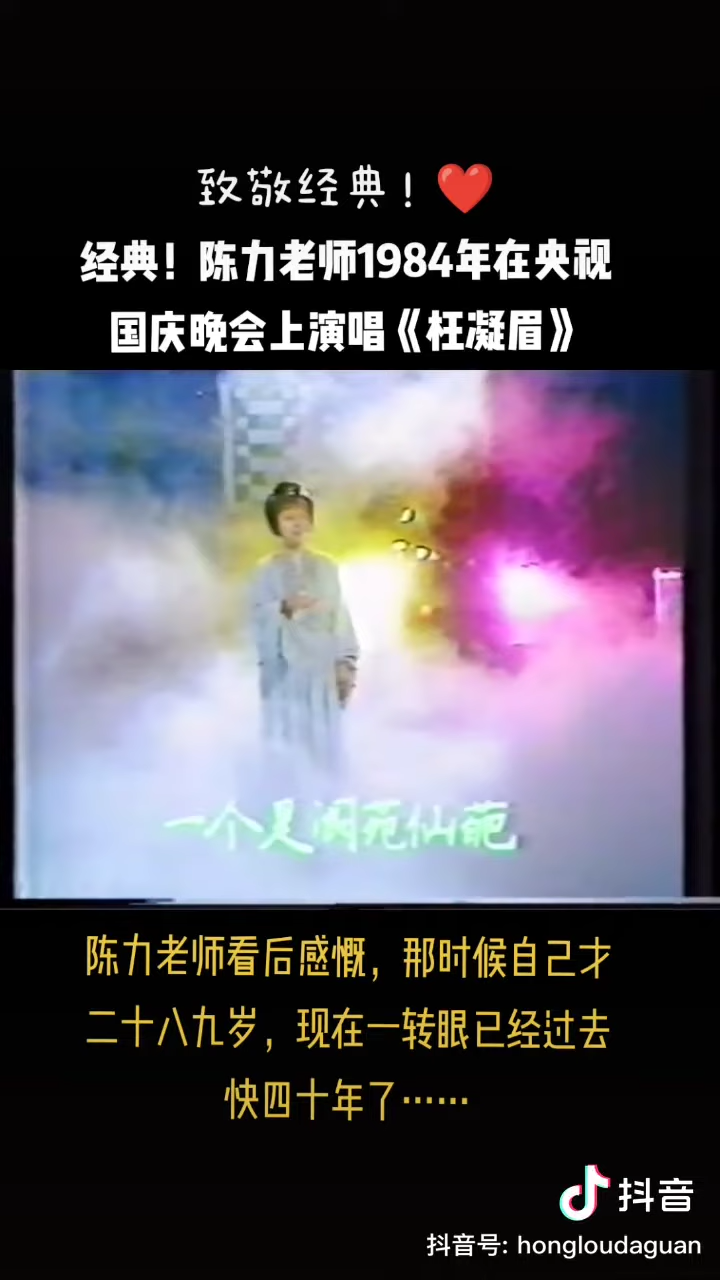 致敬经典！❤️
经典！陈力老师1984年在央视
国庆晚会上演唱《枉凝眉》
一个是阆苑仙葩
陈力老师看后感慨，那时候自己才
二十八九岁，现在一转眼已经过去
快四十年了……
抖音
抖音号: hongloudaguan